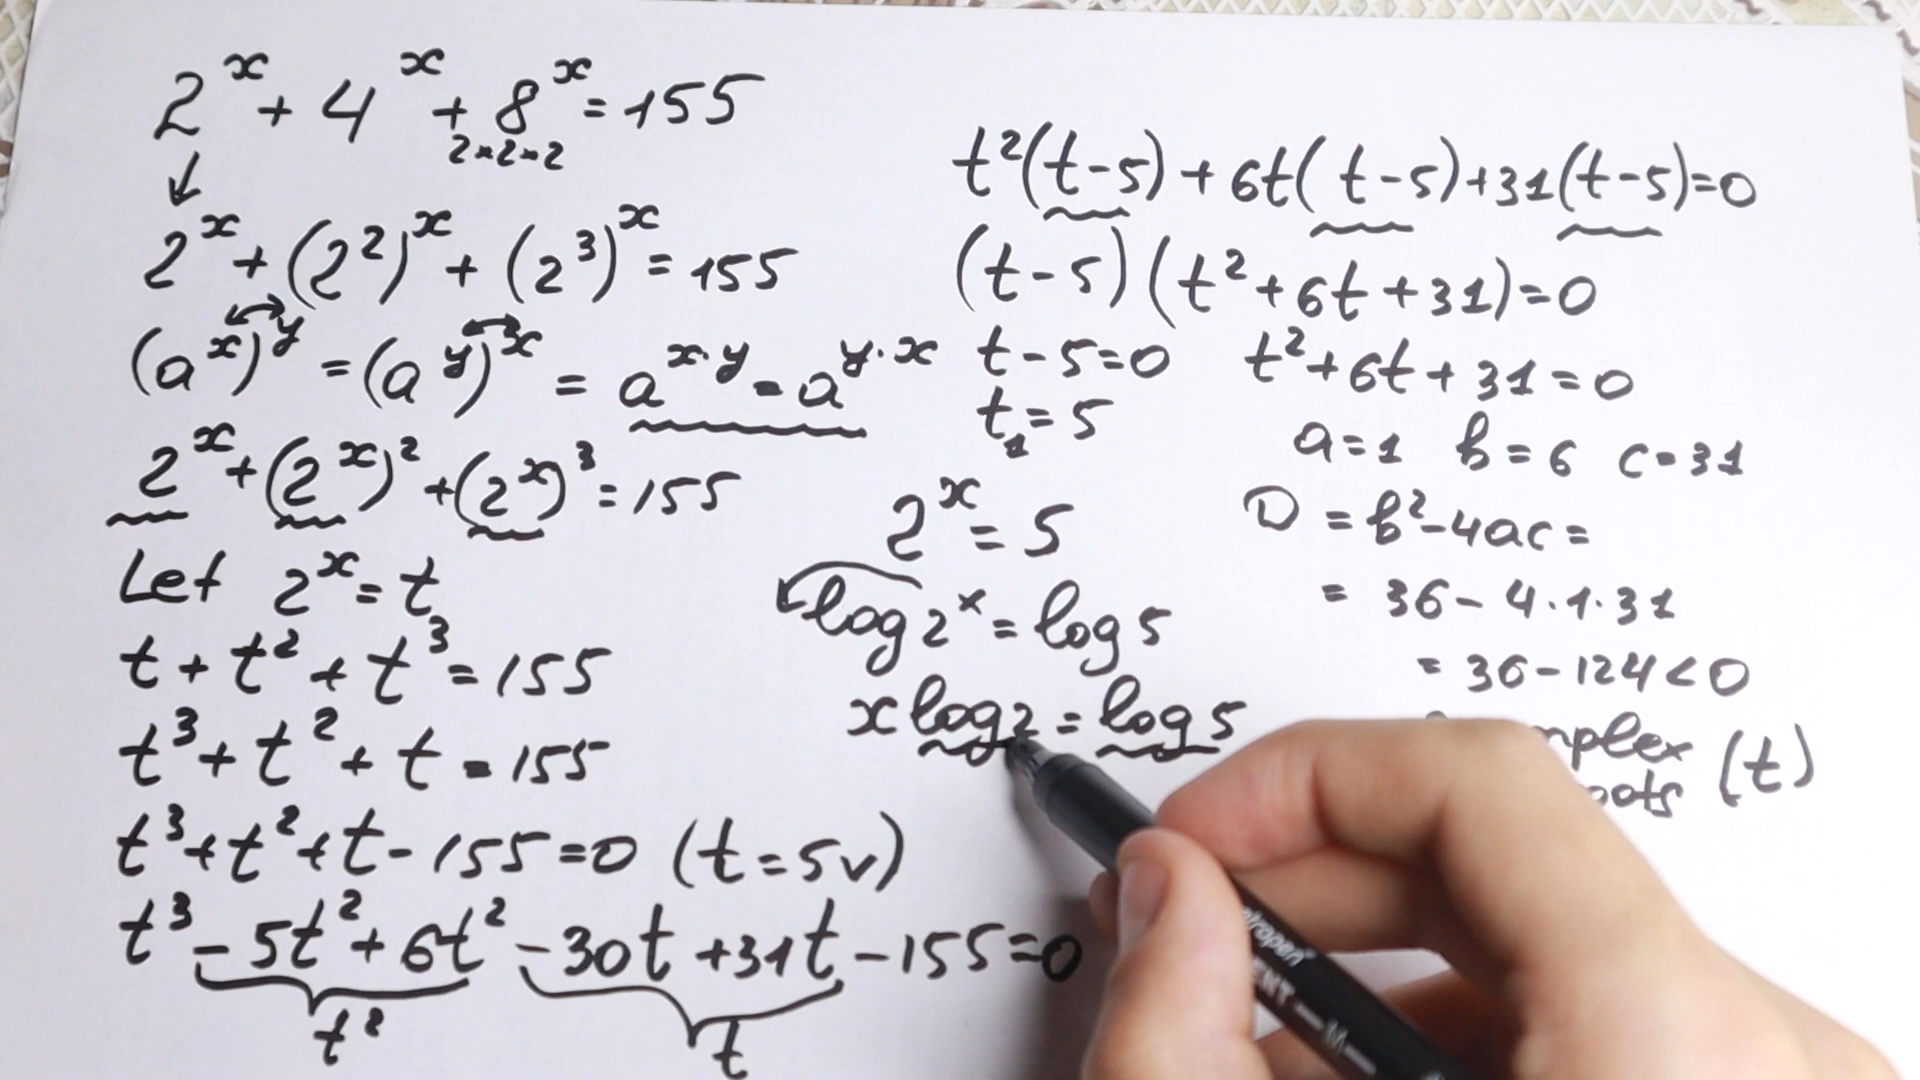 2^x + 4^x + 8^x = 155
2×2×2
2^x + (2^2)^x + (2^3)^x = 155
(a^x)^y = (a^y)^x = a^{x·y} = a^{y·x}
2^x + (2^x)^2 + (2^x)^3 = 155
Let 2^x = t
t + t^2 + t^3 = 155
t^3 + t^2 + t = 155
t^3 + t^2 + t - 155 = 0 (t = 5v)
t^3 - 5t^2 + 6t^2 - 30t + 31t - 155 = 0
t^2
t
t^2(t-5) + 6t(t-5) + 31(t-5) = 0
(t-5)(t^2 + 6t + 31) = 0
t - 5 = 0
t_1 = 5
2^x = 5
log 2^x = log 5
x log 2 = log 5
t^2 + 6t + 31 = 0
a = 1 b = 6 c = 31
D = b^2 - 4ac =
= 36 - 4·1·31
= 36 - 124 < 0
(t)